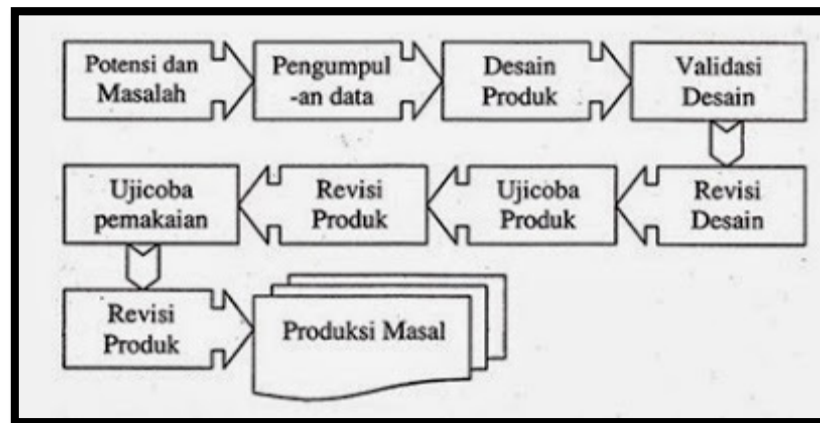 Potensi dan
Masalah
Pengumpul
-an data
Desain
Produk
Validasi
Desain
Ujicoba
pemakaian
Revisi
Produk
Ujicoba
Produk
Revisi
Desain
Revisi
Produk
Produksi Masal